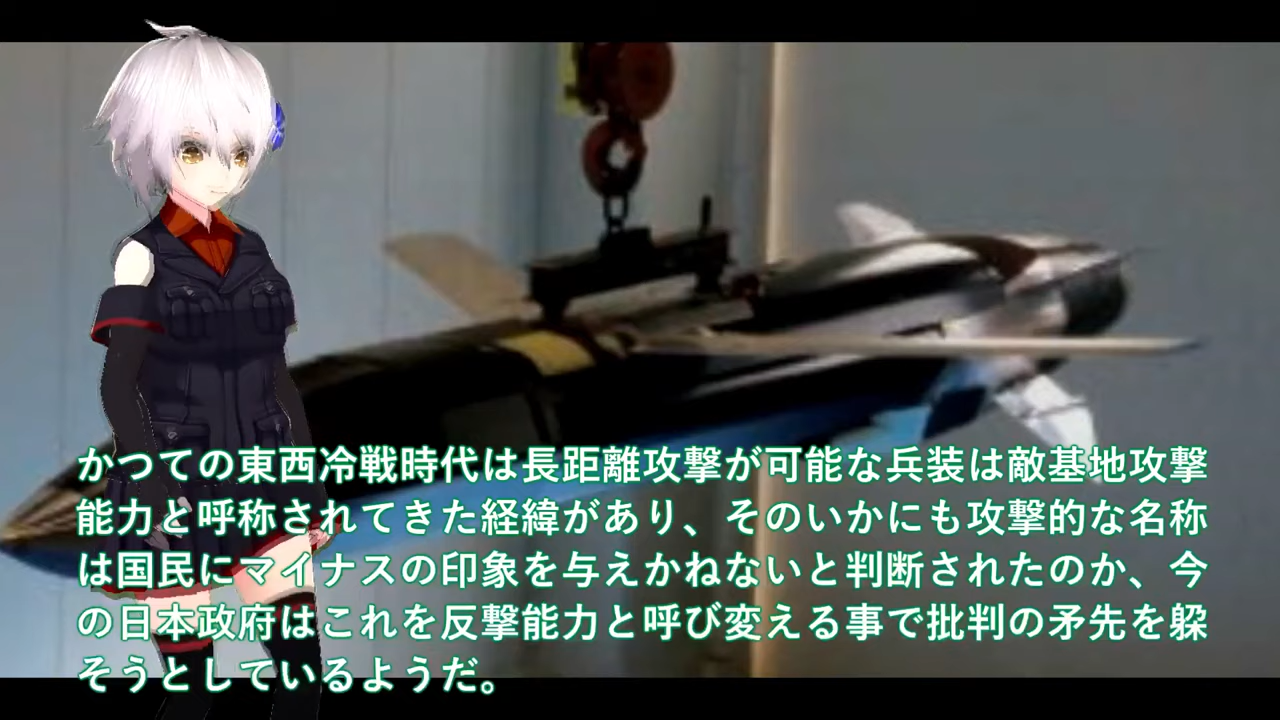 かつての東西冷戦時代は長距離攻撃が可能な兵装は敵基地攻撃
能力と呼称されてきた経緯があり、そのいかにも攻撃的な名称
は国民にマイナスの印象を与えかねないと判断されたのか、今
の日本政府はこれを反撃能力と呼び変える事で批判の矛先を躱
そうとしているようだ。